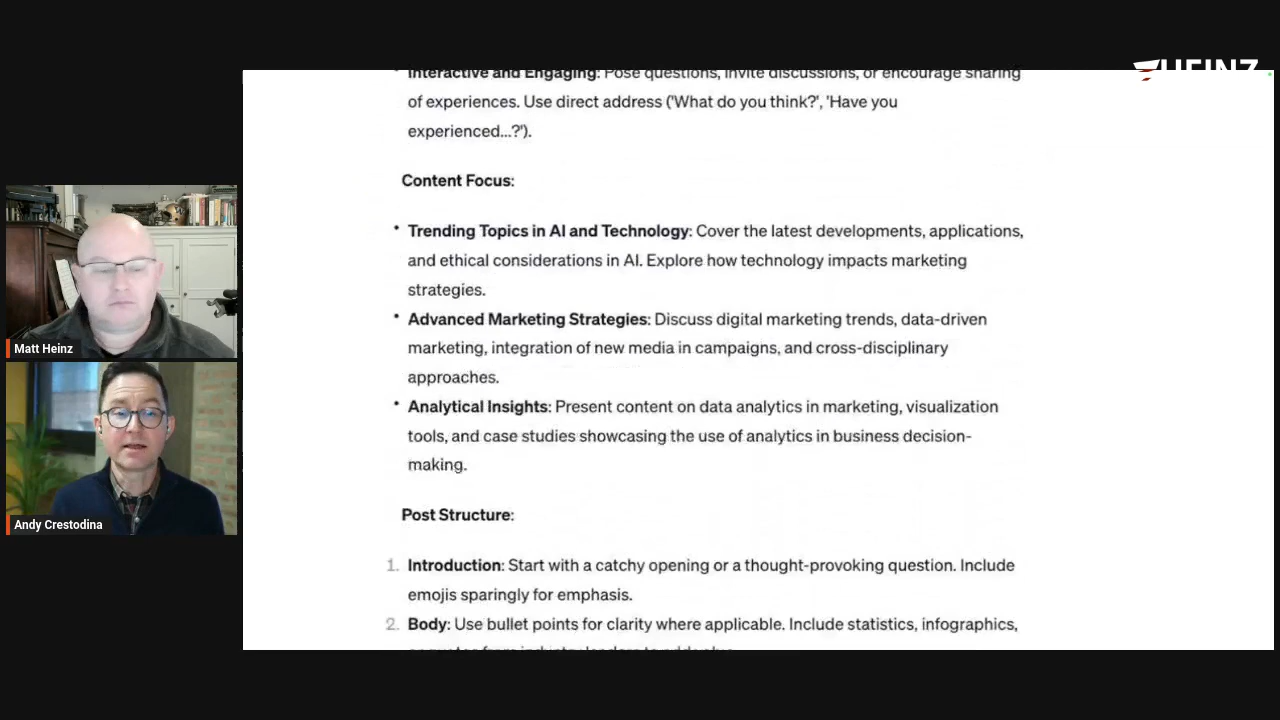 HEINZ
Interactive and Engaging: Pose questions, invite discussions, or encourage sharing
of experiences. Use direct address ('What do you think?', 'Have you
experienced...?').
Content Focus:
• Trending Topics in AI and Technology: Cover the latest developments, applications,
and ethical considerations in AI. Explore how technology impacts marketing
strategies.
• Advanced Marketing Strategies: Discuss digital marketing trends, data-driven
marketing, integration of new media in campaigns, and cross-disciplinary
approaches.
• Analytical Insights: Present content on data analytics in marketing, visualization
tools, and case studies showcasing the use of analytics in business decision-
making.
Post Structure:
1. Introduction: Start with a catchy opening or a thought-provoking question. Include
emojis sparingly for emphasis.
2. Body: Use bullet points for clarity where applicable. Include statistics, infographics,
Matt Heinz
Andy Crestodina